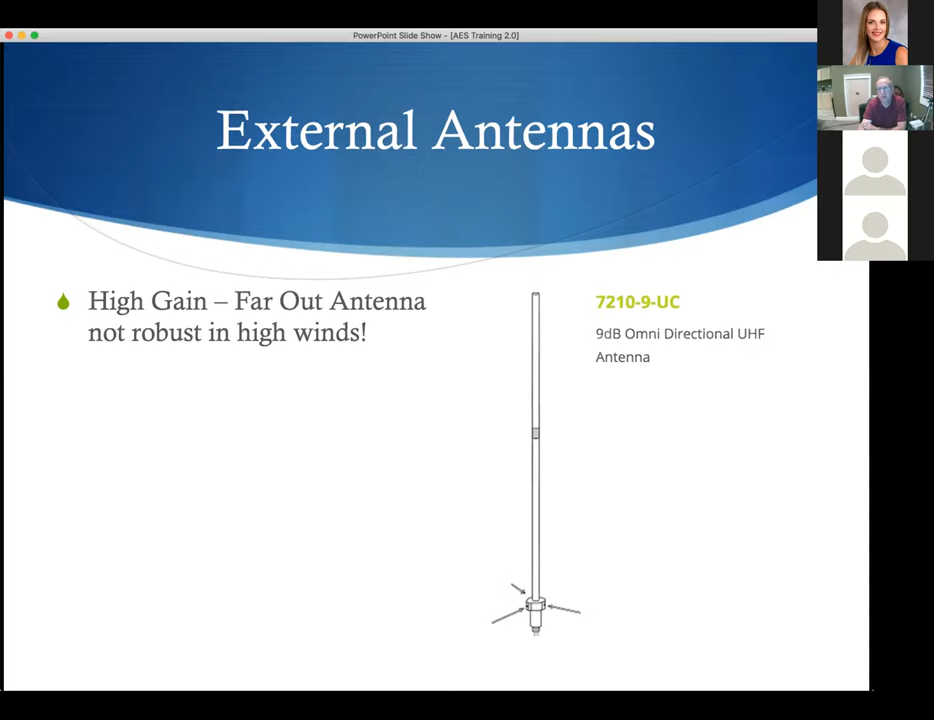 PowerPoint Slide Show - [AES Training 2.0]
External Antennas
High Gain – Far Out Antenna
not robust in high winds!
7210-9-UC
9dB Omni Directional UHF
Antenna